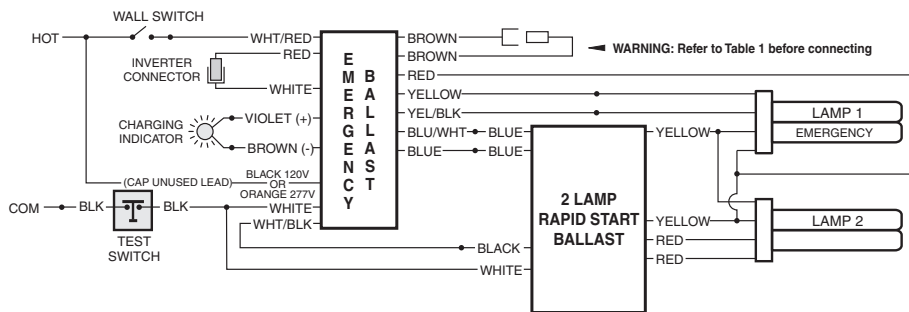 WALL SWITCH
HOT
WHT/RED
RED
INVERTER
CONNECTOR
WHITE
VIOLET (+)
CHARGING
INDICATOR
BROWN (-)
(CAP UNUSED LEAD)
BLACK 120V
OR
ORANGE 277V
COM
BLK
BLK
WHITE
TEST
SWITCH
WHT/BLK
EMERGENCY
BALLAST
BROWN
BROWN
WARNING: Refer to Table 1 before connecting
RED
YELLOW
YEL/BLK
BLU/WHT
BLUE
BLUE
BLUE
BLACK
WHITE
2 LAMP
RAPID START
BALLAST
YELLOW
YELLOW
RED
RED
LAMP 1
EMERGENCY
LAMP 2